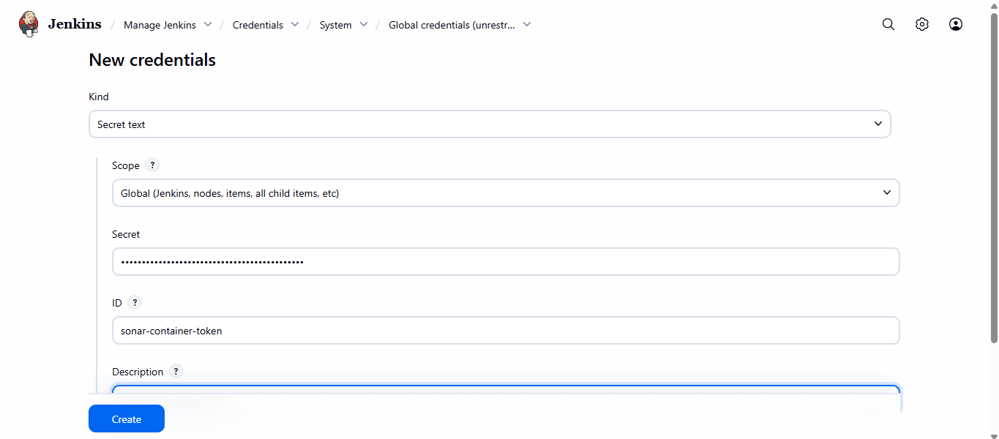 Jenkins / Manage Jenkins / Credentials / System / Global credentials (unrestr...
New credentials
Kind
Secret text
Scope ?
Global (Jenkins, nodes, items, all child items, etc)
Secret
••••••••••••••••••••••••••••••••••••••••••••
ID ?
sonar-container-token
Description ?
Create